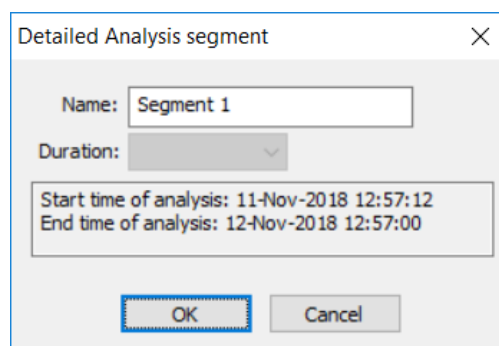 Detailed Analysis segment
Name: Segment 1
Duration:
Start time of analysis: 11-Nov-2018 12:57:12
End time of analysis: 12-Nov-2018 12:57:00
OK Cancel